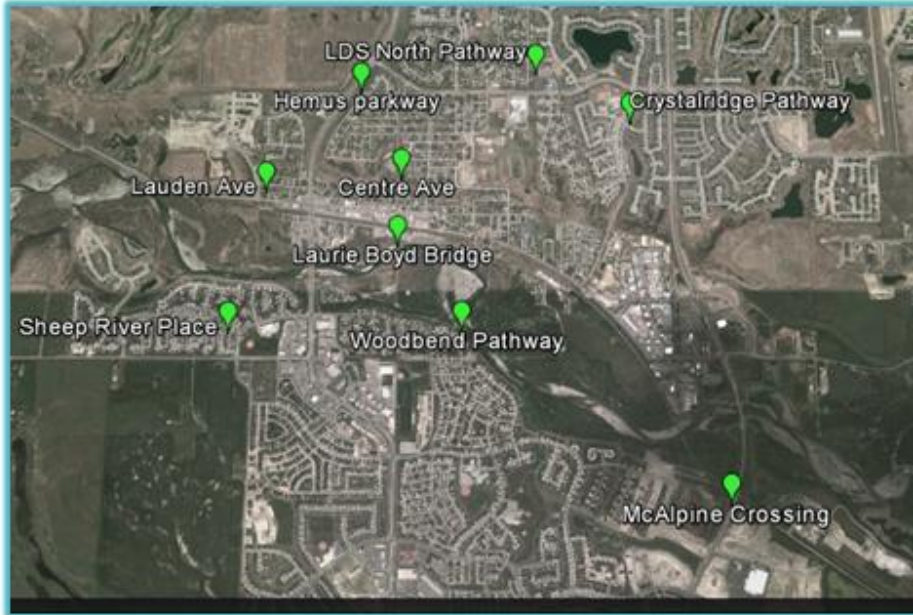 LDS North Pathway
Hemus parkway
Crystalridge Pathway
Lauden Ave
Centre Ave
Laurie Boyd Bridge
Sheep River Place
Woodbend Pathway
McAlpine Crossing